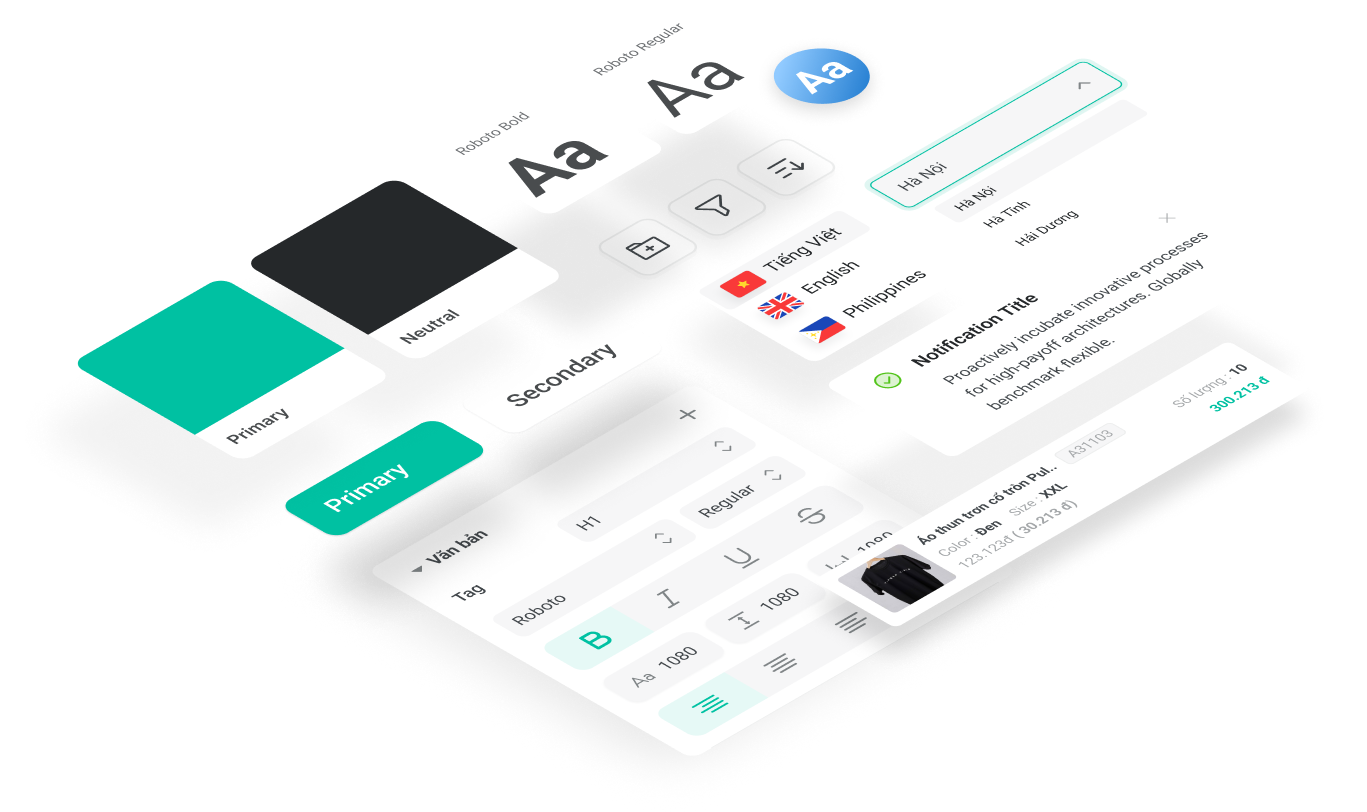 Roboto Regular
Aa
Aa
Roboto Bold
Aa
Neutral
Primary
Hà Nội
Hà Nội
Hà Tĩnh
Hải Dương
Tiếng Việt
English
Philippines
Notification Title
Proactively incubate innovative processes
for high-payoff architectures. Globally
benchmark flexible.
Secondary
Primary
Văn bản
Tag
H1
Roboto
Regular
B I U S
Aa 1080
1080
1080
Áo thun trơn cổ tròn Pul..
A31103
Color : Đen Size : XXL
123.123đ ( 30.213 đ)
Số lượng : 10
300.213 đ